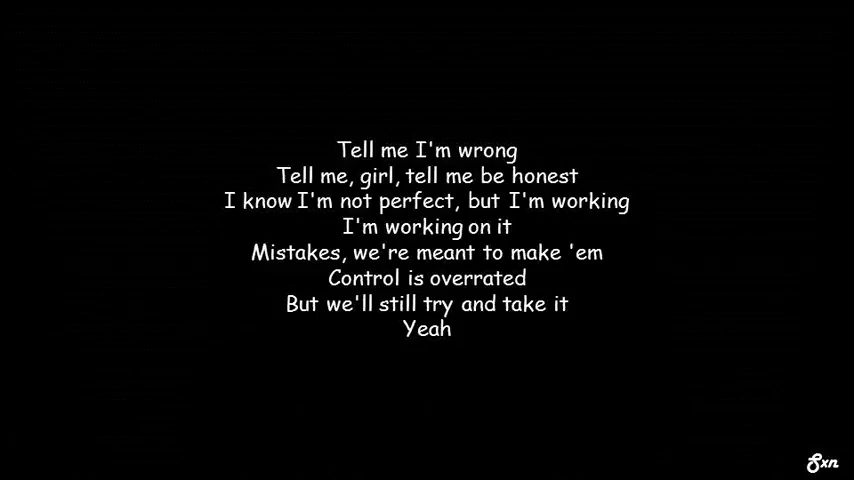 Tell me I'm wrong
Tell me, girl, tell me be honest
I know I'm not perfect, but I'm working
I'm working on it
Mistakes, we're meant to make 'em
Control is overrated
But we'll still try and take it
Yeah
Sxn